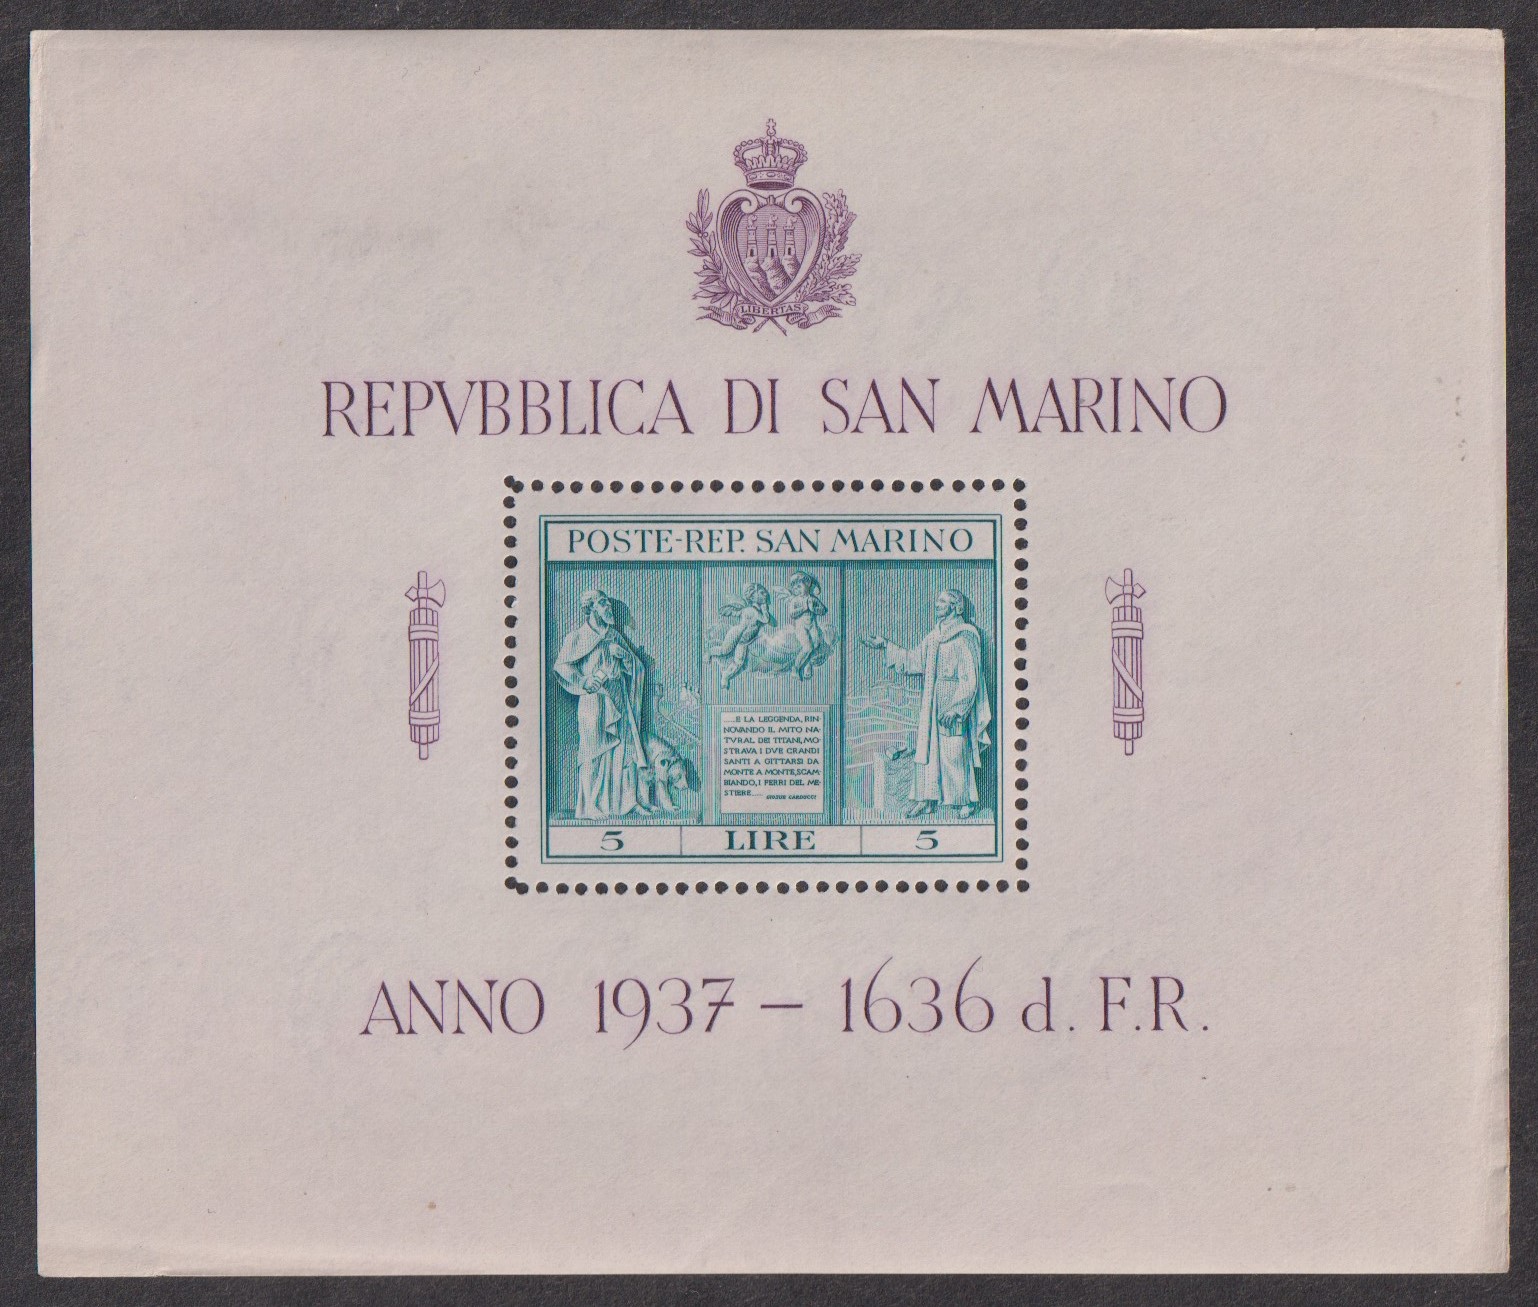 LIBERTAS
REPVBBLICA DI SAN MARINO
POSTE-REP. SAN MARINO
.....E LA LEGGENDA, RIN-
NOVANDO IL MITO NA-
TVRAL DEI TITANI, MO-
STRAVA I DVE GRANDI
SANTI A GITTARSI DA
MONTE A MONTE, SCAM-
BIANDO, I FERRI DEL ME-
STIERE..... GIOSUE CARDUCCI
5 LIRE 5
ANNO 1937 – 1636 d. F.R.